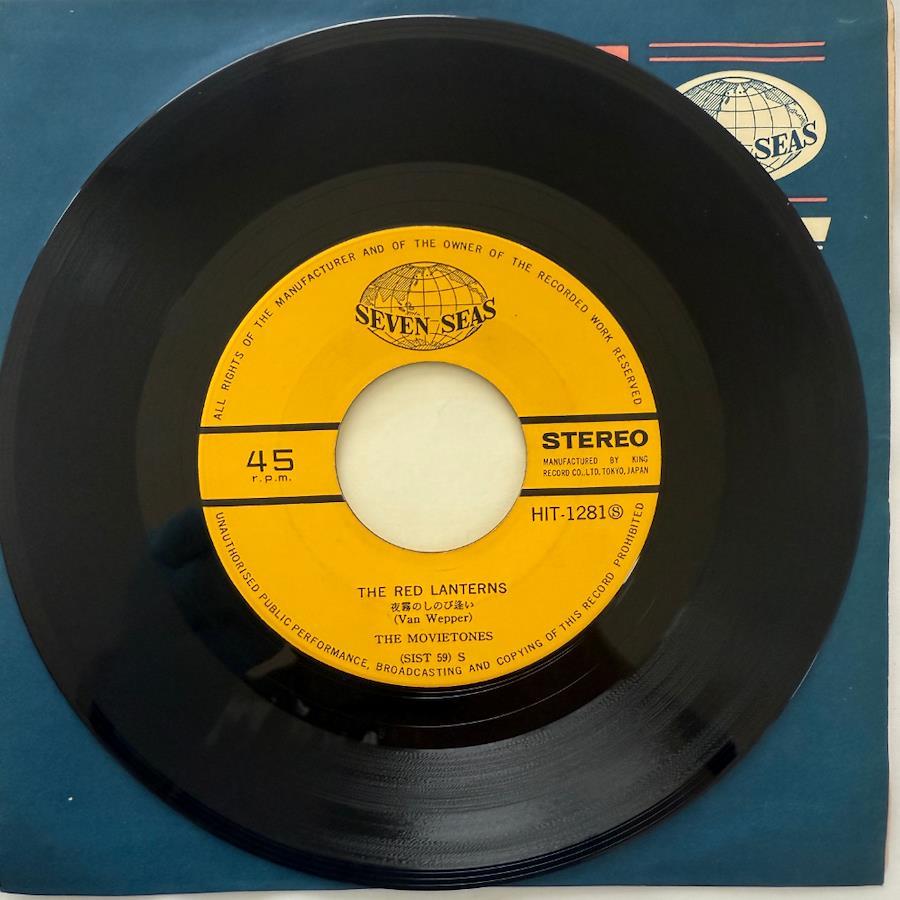 SEAS
ALL RIGHTS OF THE MANUFACTURER AND OF THE OWNER OF THE RECORDED WORK RESERVED
SEVEN SEAS
45
r.p.m.
STEREO
MANUFACTURED BY KING
RECORD CO.,LTD. TOKYO, JAPAN
HIT-1281Ⓢ
THE RED LANTERNS
夜霧のしのび逢い
(Van Wepper)
THE MOVIETONES
(SIST 59) S
UNAUTHORISED PUBLIC PERFORMANCE, BROADCASTING AND COPYING OF THIS RECORD PROHIBITED